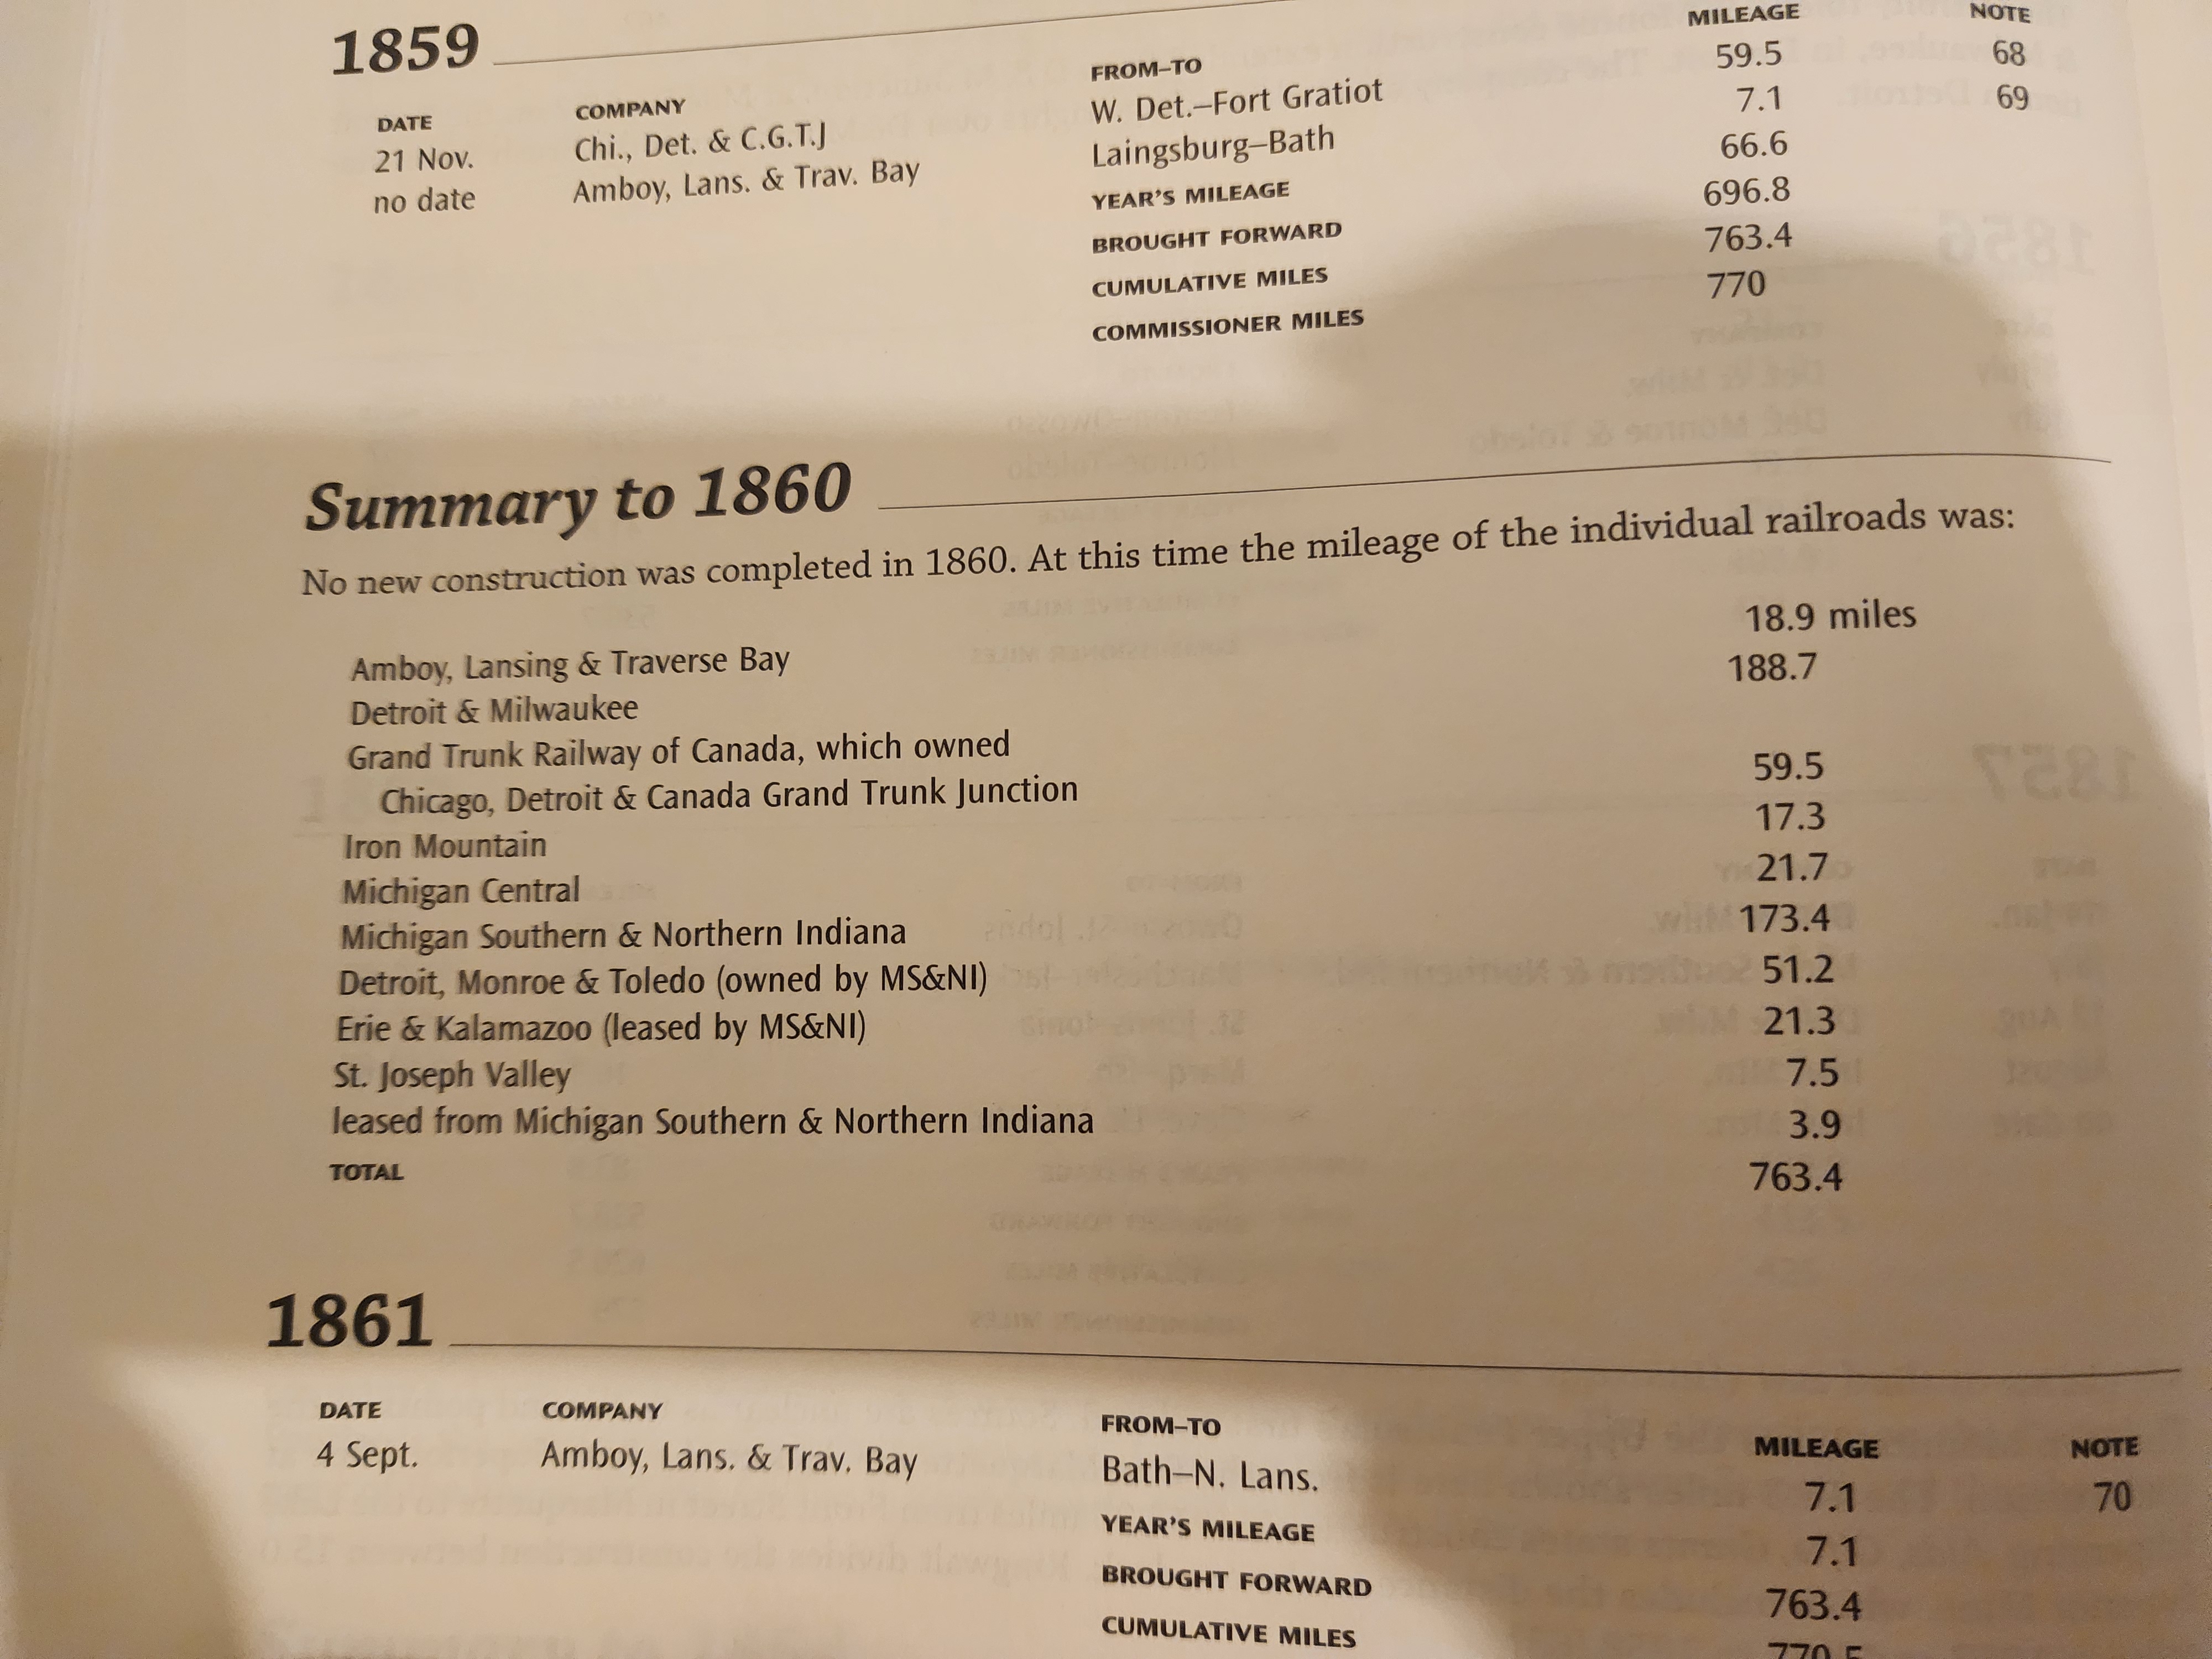 1859
DATE COMPANY FROM–TO MILEAGE NOTE
21 Nov. Chi., Det. & C.G.T.J W. Det.–Fort Gratiot 59.5 68
no date Amboy, Lans. & Trav. Bay Laingsburg–Bath 7.1 69
YEAR'S MILEAGE 66.6
BROUGHT FORWARD 696.8
CUMULATIVE MILES 763.4
COMMISSIONER MILES 770
Summary to 1860
No new construction was completed in 1860. At this time the mileage of the individual railroads was:
Amboy, Lansing & Traverse Bay 18.9 miles
Detroit & Milwaukee 188.7
Grand Trunk Railway of Canada, which owned
Chicago, Detroit & Canada Grand Trunk Junction 59.5
Iron Mountain 17.3
Michigan Central 21.7
Michigan Southern & Northern Indiana 173.4
Detroit, Monroe & Toledo (owned by MS&NI) 51.2
Erie & Kalamazoo (leased by MS&NI) 21.3
St. Joseph Valley 7.5
leased from Michigan Southern & Northern Indiana 3.9
TOTAL 763.4
1861
DATE COMPANY FROM–TO MILEAGE NOTE
4 Sept. Amboy, Lans. & Trav. Bay Bath–N. Lans. 7.1 70
YEAR'S MILEAGE 7.1
BROUGHT FORWARD 763.4
CUMULATIVE MILES 770.5